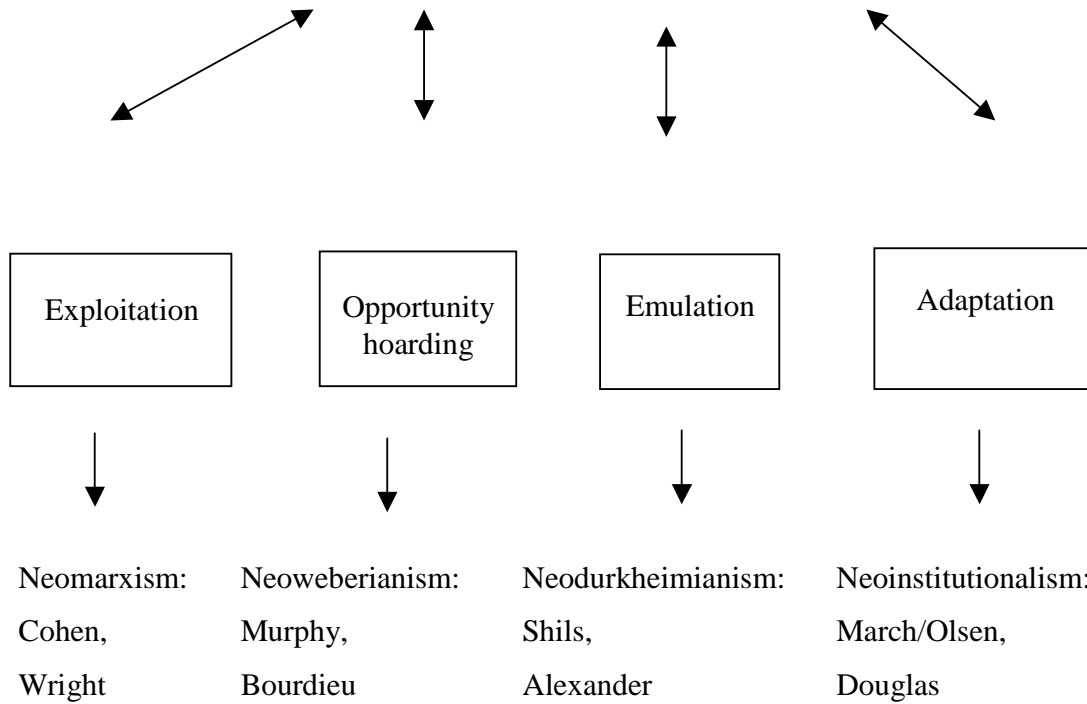 Exploitation
Opportunity
hoarding
Emulation
Adaptation
Neomarxism:
Cohen,
Wright
Neoweberianism:
Murphy,
Bourdieu
Neodurkheimianism:
Shils,
Alexander
Neoinstitutionalism:
March/Olsen,
Douglas